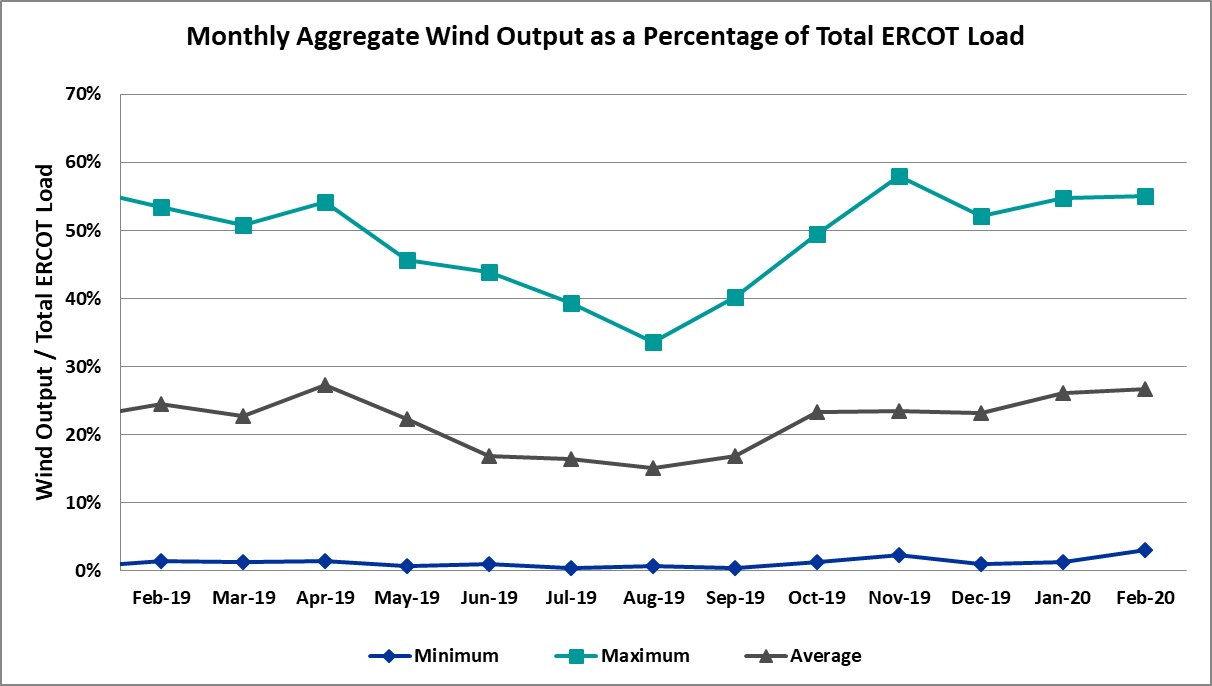 Monthly Aggregate Wind Output as a Percentage of Total ERCOT Load
Wind Output / Total ERCOT Load
70%
60%
50%
40%
30%
20%
10%
0%
Feb-19 Mar-19 Apr-19 May-19 Jun-19 Jul-19 Aug-19 Sep-19 Oct-19 Nov-19 Dec-19 Jan-20 Feb-20
Minimum Maximum Average